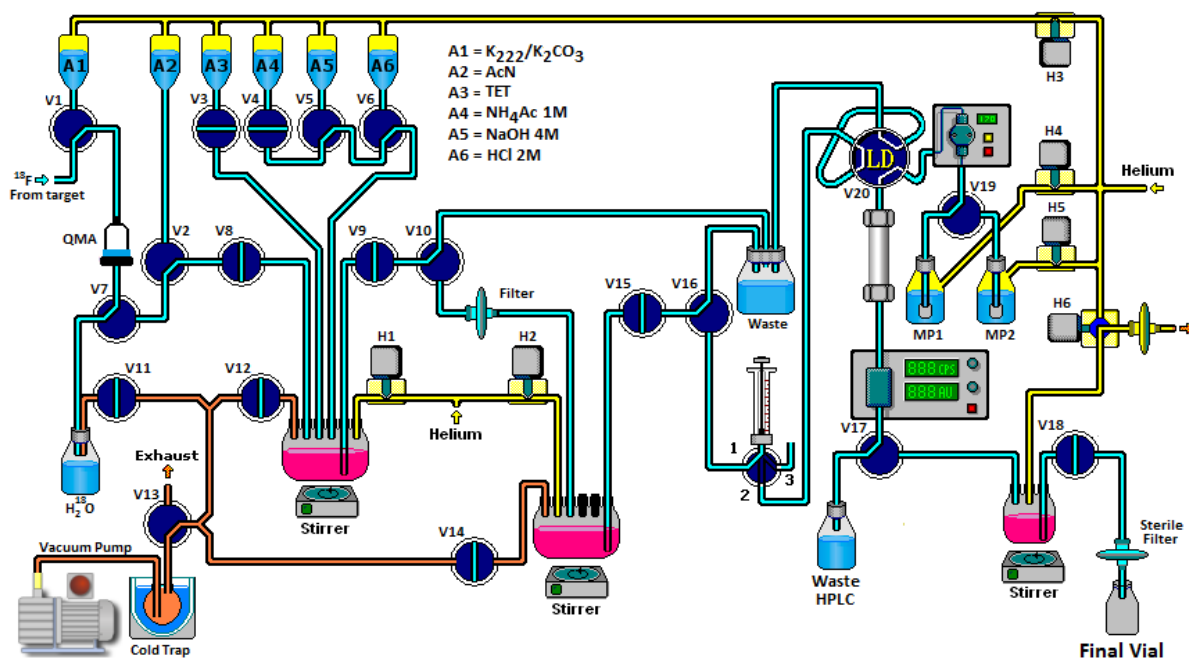 A1 A2 A3 A4 A5 A6
A1 = K222/K2CO3
A2 = AcN
A3 = TET
A4 = NH4Ac 1M
A5 = NaOH 4M
A6 = HCl 2M
H3
V1 V3 V4 V5 V6
LD
170
H4
Helium
18F
From target
V20
V19
H5
QMA
V2 V8 V9 V10
V7
Filter
V15 V16
Waste
MP1 MP2
H6
H1 H2
V11 V12
Helium
888 CPS
888 AU
1
2
3
V17 V18
Exhaust
H218O
V13
Stirrer
V14
Vacuum Pump
Cold Trap
Stirrer
Waste
HPLC
Stirrer
Sterile
Filter
Final Vial